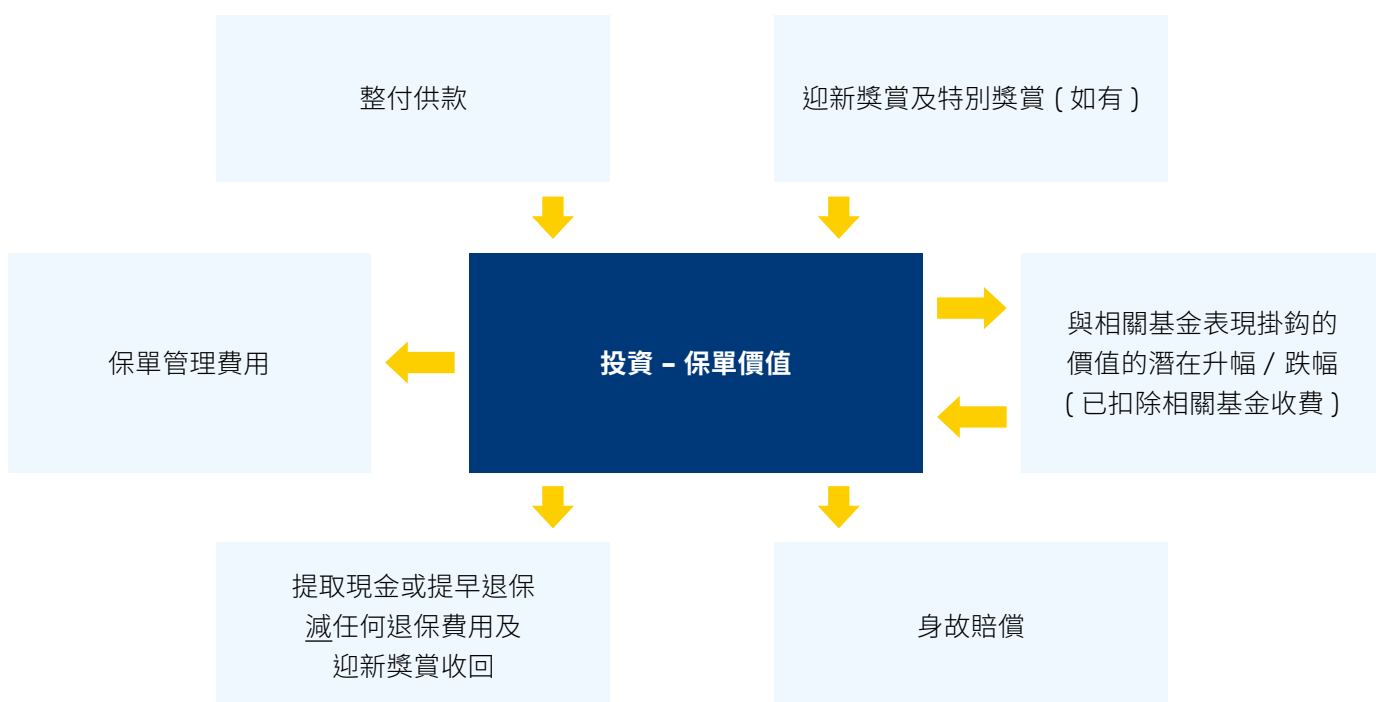 整付供款
迎新獎賞及特別獎賞 ( 如有 )
保單管理費用
投資 – 保單價值
與相關基金表現掛鈎的
價值的潛在升幅 / 跌幅
( 已扣除相關基金收費 )
提取現金或提早退保
減任何退保費用及
迎新獎賞收回
身故賠償